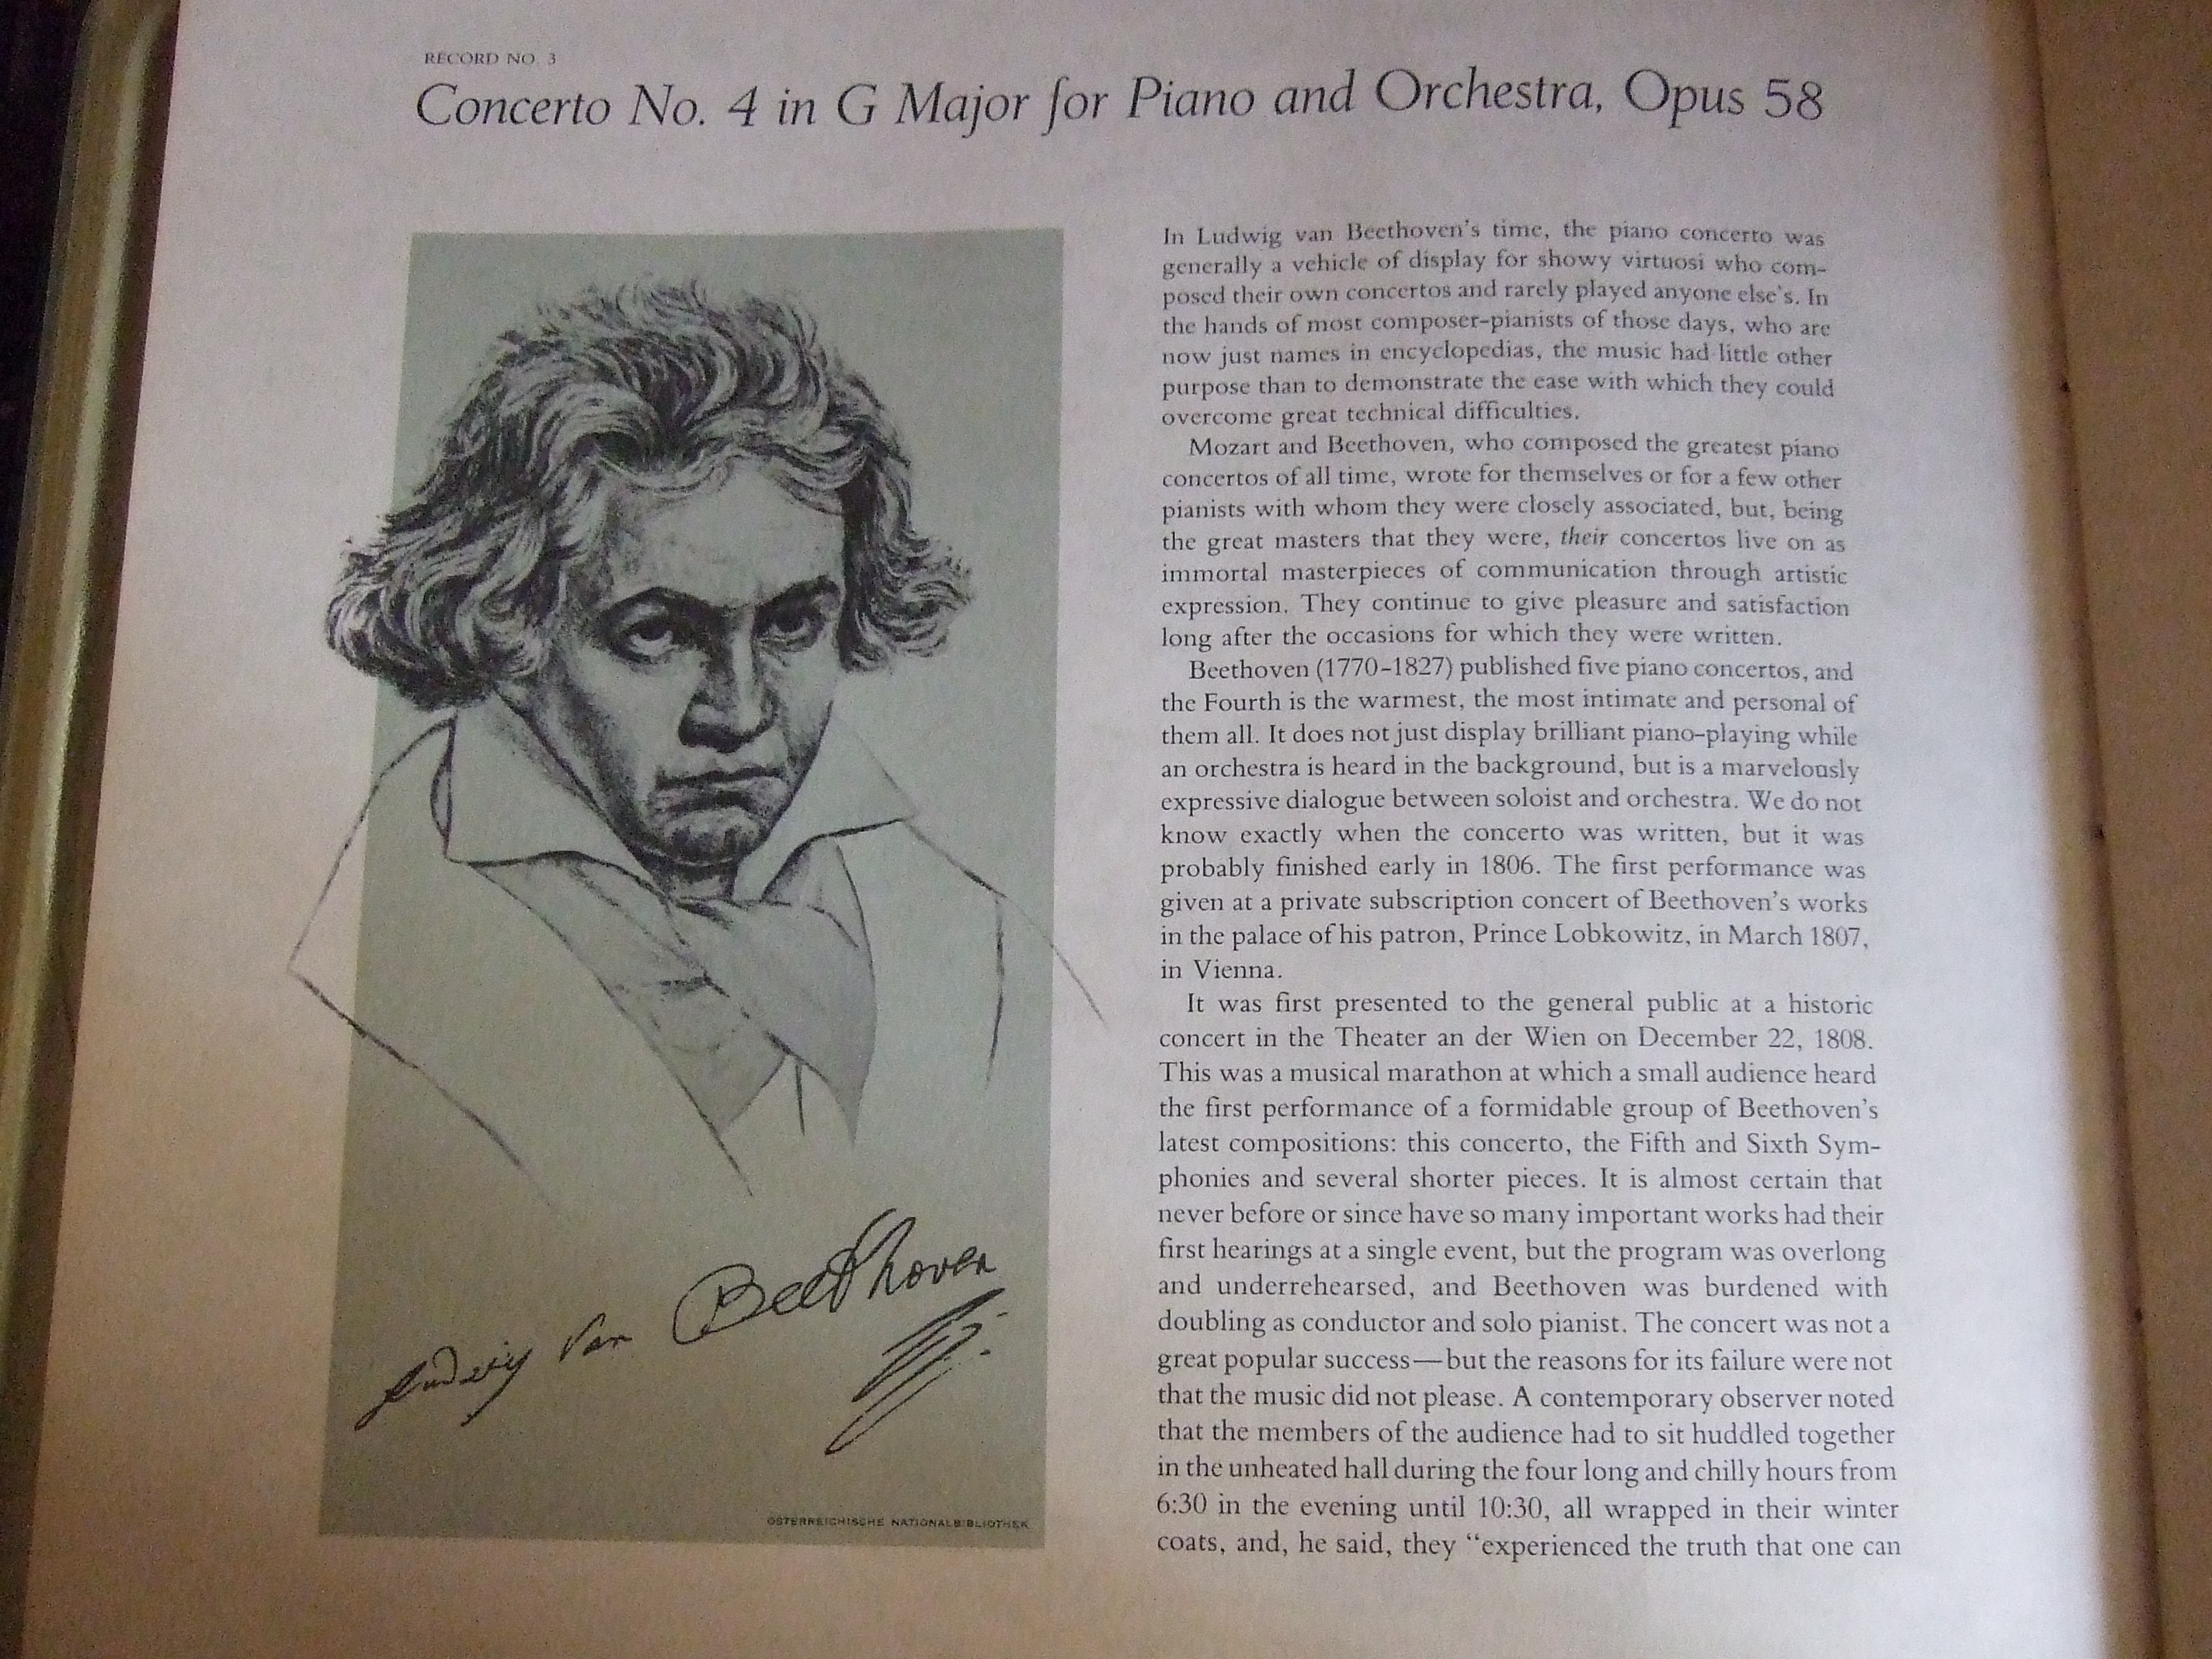 RECORD NO. 3
Concerto No. 4 in G Major for Piano and Orchestra, Opus 58
Ludwig van Beethoven
OSTERREICHISCHE NATIONALBIBLIOTHEK
In Ludwig van Beethoven's time, the piano concerto was
generally a vehicle of display for showy virtuosi who com-
posed their own concertos and rarely played anyone else's. In
the hands of most composer-pianists of those days, who are
now just names in encyclopedias, the music had little other
purpose than to demonstrate the ease with which they could
overcome great technical difficulties.
Mozart and Beethoven, who composed the greatest piano
concertos of all time, wrote for themselves or for a few other
pianists with whom they were closely associated, but, being
the great masters that they were, their concertos live on as
immortal masterpieces of communication through artistic
expression. They continue to give pleasure and satisfaction
long after the occasions for which they were written.
Beethoven (1770-1827) published five piano concertos, and
the Fourth is the warmest, the most intimate and personal of
them all. It does not just display brilliant piano-playing while
an orchestra is heard in the background, but is a marvelously
expressive dialogue between soloist and orchestra. We do not
know exactly when the concerto was written, but it was
probably finished early in 1806. The first performance was
given at a private subscription concert of Beethoven's works
in the palace of his patron, Prince Lobkowitz, in March 1807,
in Vienna.
It was first presented to the general public at a historic
concert in the Theater an der Wien on December 22, 1808.
This was a musical marathon at which a small audience heard
the first performance of a formidable group of Beethoven's
latest compositions: this concerto, the Fifth and Sixth Sym-
phonies and several shorter pieces. It is almost certain that
never before or since have so many important works had their
first hearings at a single event, but the program was overlong
and underrehearsed, and Beethoven was burdened with
doubling as conductor and solo pianist. The concert was not a
great popular success—but the reasons for its failure were not
that the music did not please. A contemporary observer noted
that the members of the audience had to sit huddled together
in the unheated hall during the four long and chilly hours from
6:30 in the evening until 10:30, all wrapped in their winter
coats, and, he said, they “experienced the truth that one can